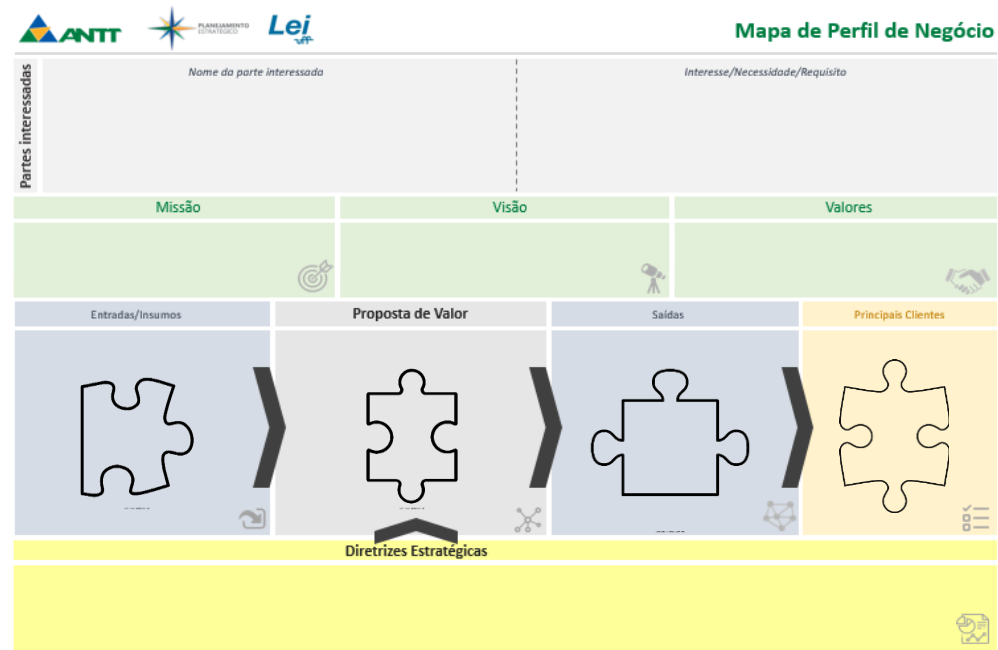 ANTT
PLANEJAMENTO
ESTRATÉGICO
Lei
uff
Mapa de Perfil de Negócio
Partes interessadas
Nome da parte interessada
Interesse/Necessidade/Requisito
Missão
Visão
Valores
Entradas/Insumos
Proposta de Valor
Saídas
Principais Clientes
Diretrizes Estratégicas